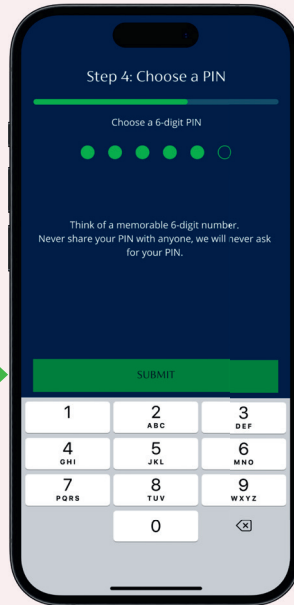 Step 4: Choose a PIN
Choose a 6-digit PIN
Think of a memorable 6-digit number.
Never share your PIN with anyone, we will never ask
for your PIN.
SUBMIT
1 2 3
ABC DEF
4 5 6
GHI JKL MNO
7 8 9
PQRS TUV WXYZ
0